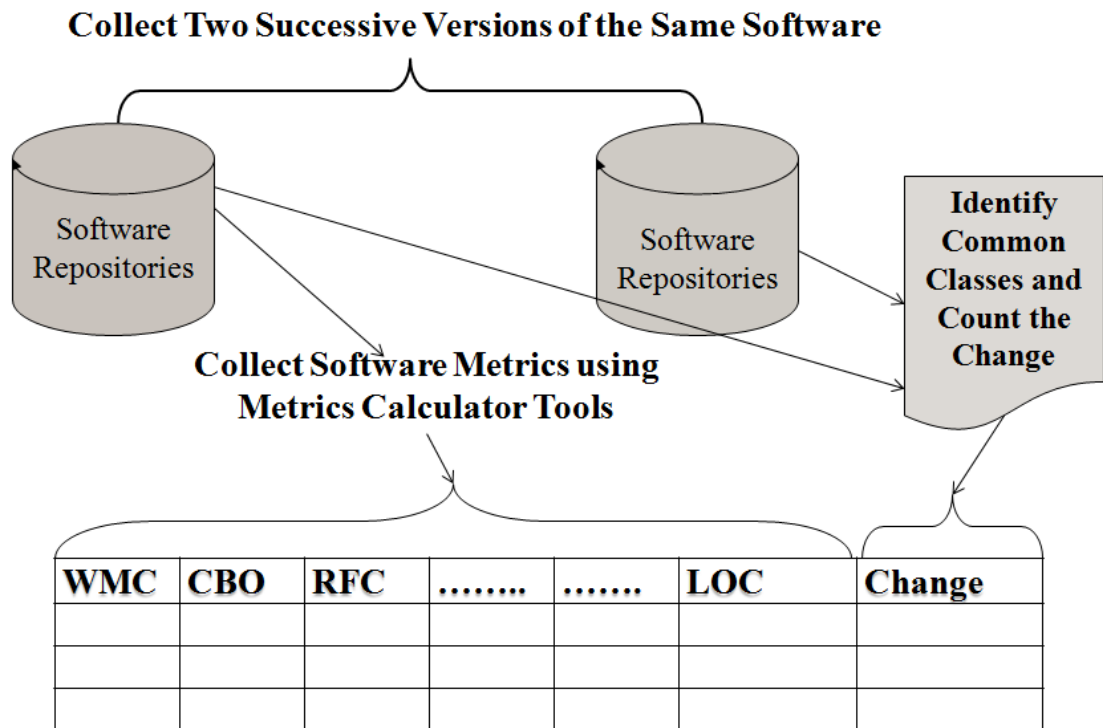 Collect Two Successive Versions of the Same Software
Software
Repositories
Software
Repositories
Identify
Common
Classes and
Count the
Change
Collect Software Metrics using
Metrics Calculator Tools
WMC CBO RFC …….. ……. LOC Change